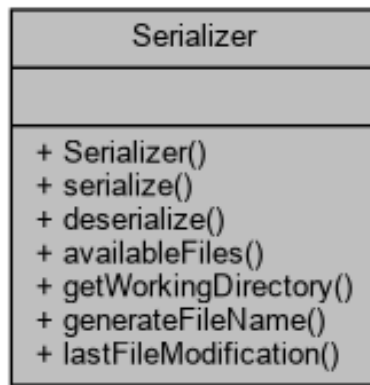 Serializer
+ Serializer()
+ serialize()
+ deserialize()
+ availableFiles()
+ getWorkingDirectory()
+ generateFileName()
+ lastFileModification()